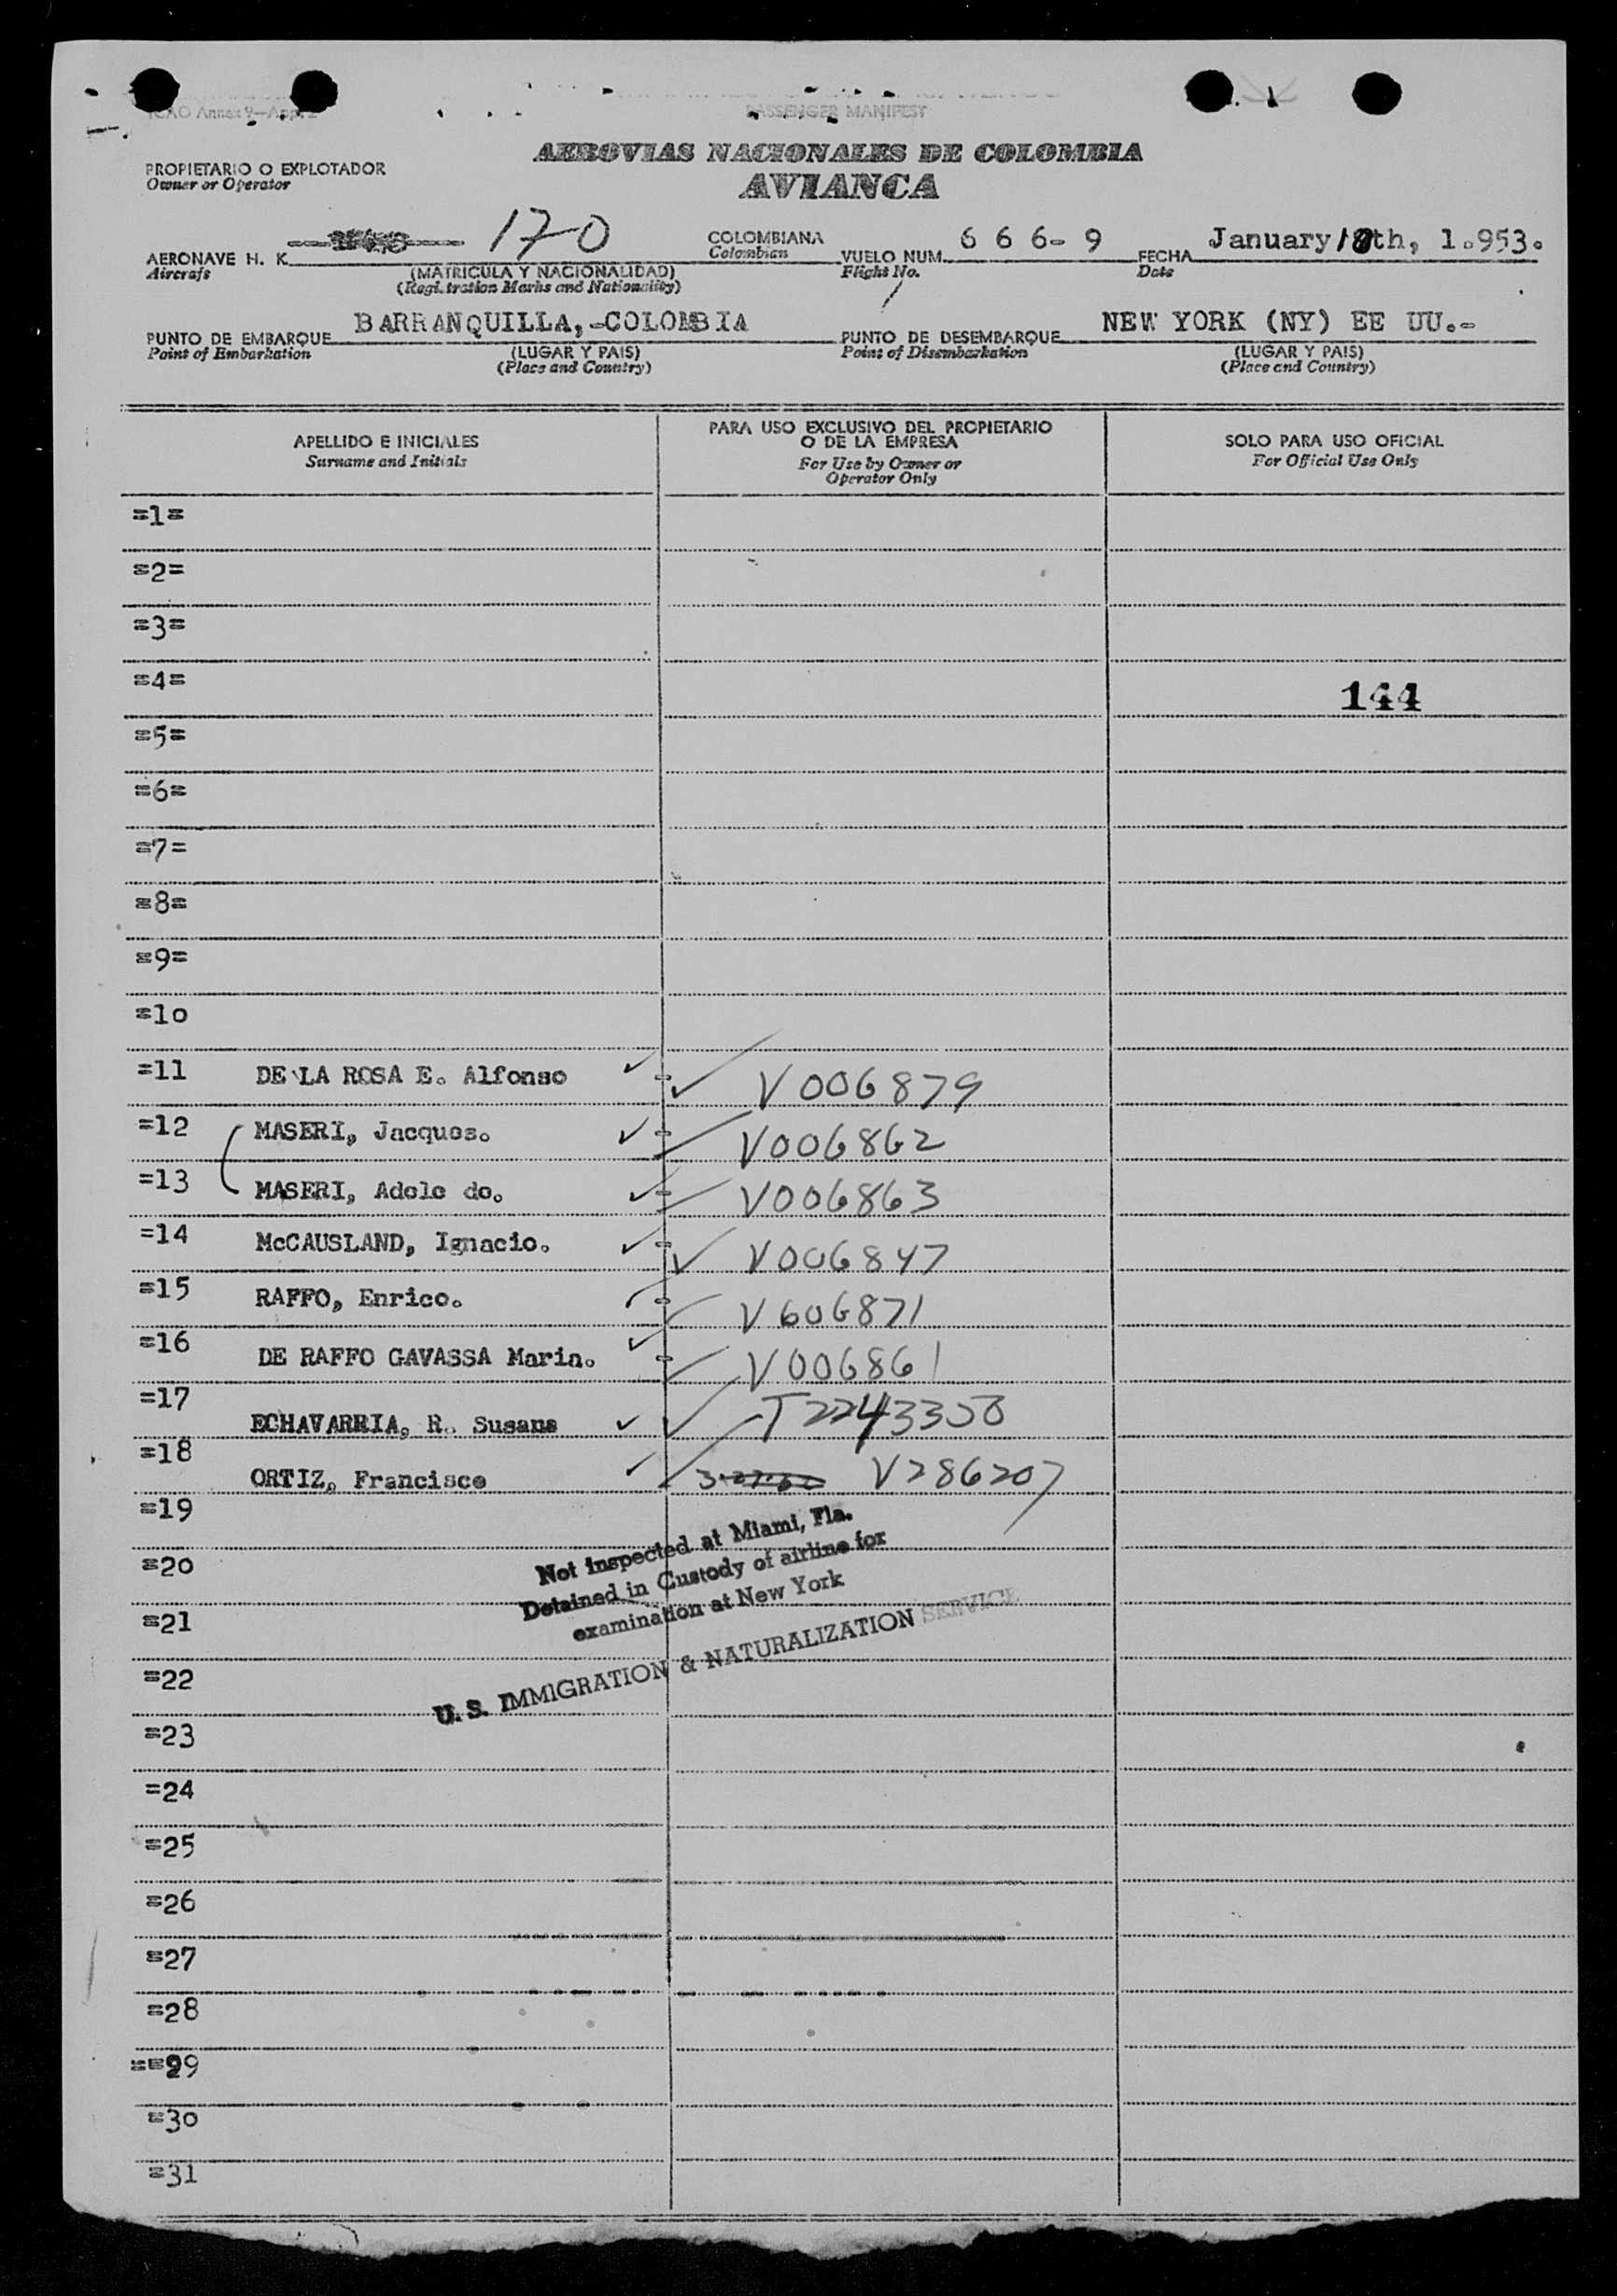 ICAO Annex 9—App. 2
PASSENGER MANIFEST
AEROVIAS NACIONALES DE COLOMBIA
AVIANCA
PROPIETARIO O EXPLOTADOR
Owner or Operator
AERONAVE H. K. 170
Aircraft
(MATRICULA Y NACIONALIDAD)
(Registration Marks and Nationality)
COLOMBIANA
Colombian
VUELO NUM. 6 6 6- 9
Flight No.
FECHA January 18th, 1.953.
Date
PUNTO DE EMBARQUE BARRANQUILLA,-COLOMBIA
Point of Embarkation
(LUGAR Y PAIS)
(Place and Country)
PUNTO DE DESEMBARQUE NEW YORK (NY) EE UU.-
Point of Disembarkation
(LUGAR Y PAIS)
(Place and Country)
APELLIDO E INICIALES
Surname and Initials
PARA USO EXCLUSIVO DEL PROPIETARIO
O DE LA EMPRESA
For Use by Owner or
Operator Only
SOLO PARA USO OFICIAL
For Official Use Only
=1=
=2=
=3=
=4= 144
=5=
=6=
=7=
=8=
=9=
=10
=11 DE LA ROSA E. Alfonso V006879
=12 MASERI, Jacques. V006862
=13 MASERI, Adele de. V006863
=14 McCAUSLAND, Ignacio. V006847
=15 RAFFO, Enrico. V606871
=16 DE RAFFO GAVASSA Maria. V006861
=17 ECHAVARRIA, R. Susana T2243358
=18 ORTIZ, Francisco V286207
=19
=20
=21
=22
Not inspected at Miami, Fla.
Detained in Custody of airline for
examination at New York
U. S. IMMIGRATION & NATURALIZATION SERVICE
=23
=24
=25
=26
=27
=28
==29
=30
=31